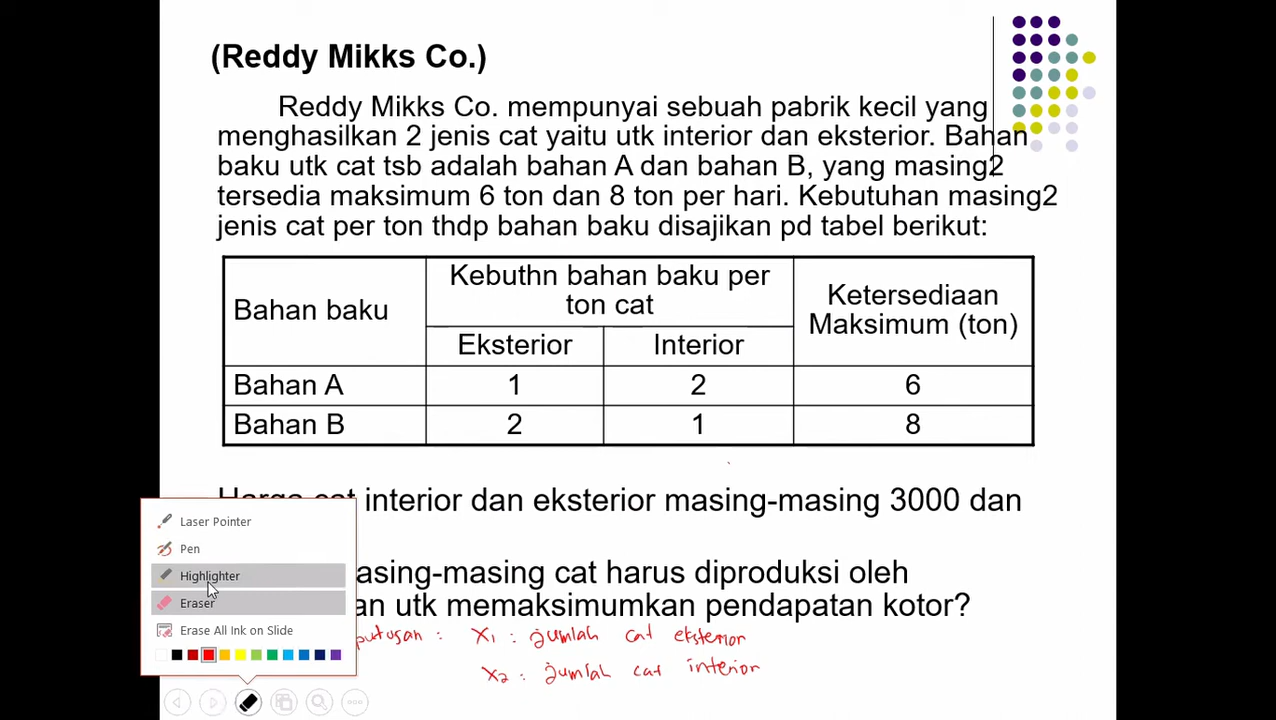 (Reddy Mikks Co.)
Reddy Mikks Co. mempunyai sebuah pabrik kecil yang
menghasilkan 2 jenis cat yaitu utk interior dan eksterior. Bahan
baku utk cat tsb adalah bahan A dan bahan B, yang masing2
tersedia maksimum 6 ton dan 8 ton per hari. Kebutuhan masing2
jenis cat per ton thdp bahan baku disajikan pd tabel berikut:
Bahan baku
Kebuthn bahan baku per
ton cat
Ketersediaan
Maksimum (ton)
Eksterior Interior
Bahan A 1 2 6
Bahan B 2 1 8
Harga cat interior dan eksterior masing-masing 3000 dan
asing-masing cat harus diproduksi oleh
an utk memaksimumkan pendapatan kotor?
putusan : x1 : jumlah cat eksterior
x2 : jumlah cat interior
Laser Pointer
Pen
Highlighter
Eraser
Erase All Ink on Slide